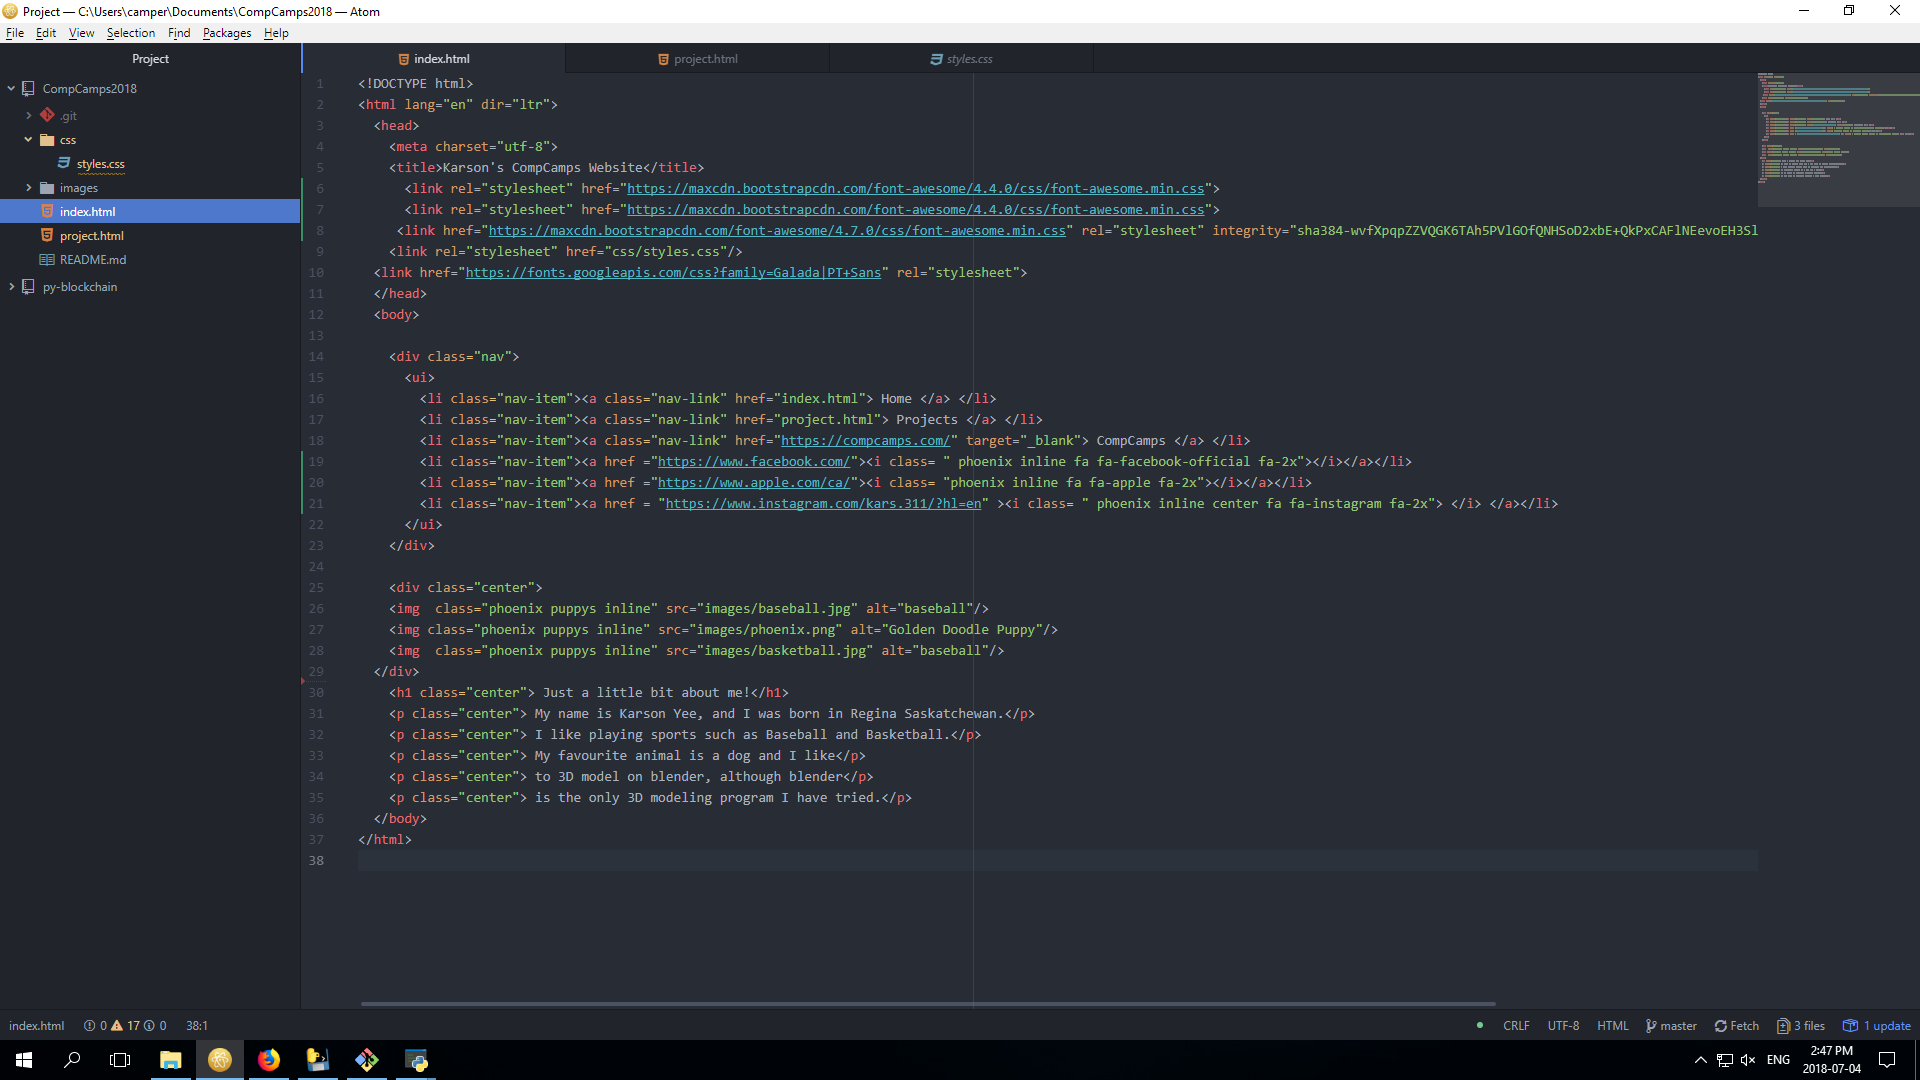 Project — C:\Users\camper\Documents\CompCamps2018 — Atom
File Edit View Selection Find Packages Help
Project
index.html
project.html
styles.css
CompCamps2018
.git
css
styles.css
images
index.html
project.html
README.md
py-blockchain
1 <!DOCTYPE html>
2 <html lang="en" dir="ltr">
3 <head>
4 <meta charset="utf-8">
5 <title>Karson's CompCamps Website</title>
6 <link rel="stylesheet" href="https://maxcdn.bootstrapcdn.com/font-awesome/4.4.0/css/font-awesome.min.css">
7 <link rel="stylesheet" href="https://maxcdn.bootstrapcdn.com/font-awesome/4.4.0/css/font-awesome.min.css">
8 <link href="https://maxcdn.bootstrapcdn.com/font-awesome/4.7.0/css/font-awesome.min.css" rel="stylesheet" integrity="sha384-wvfXpqpZZVQGK6TAh5PVlGOfQNHSoD2xbE+QkPxCAFlNEevoEH3Sl
9 <link rel="stylesheet" href="css/styles.css"/>
10 <link href="https://fonts.googleapis.com/css?family=Galada|PT+Sans" rel="stylesheet">
11 </head>
12 <body>
13
14 <div class="nav">
15 <ui>
16 <li class="nav-item"><a class="nav-link" href="index.html"> Home </a> </li>
17 <li class="nav-item"><a class="nav-link" href="project.html"> Projects </a> </li>
18 <li class="nav-item"><a class="nav-link" href="https://compcamps.com/" target="_blank"> CompCamps </a> </li>
19 <li class="nav-item"><a href ="https://www.facebook.com/"><i class= " phoenix inline fa fa-facebook-official fa-2x"></i></a></li>
20 <li class="nav-item"><a href ="https://www.apple.com/ca/"><i class= "phoenix inline fa fa-apple fa-2x"></i></a></li>
21 <li class="nav-item"><a href = "https://www.instagram.com/kars.311/?hl=en" ><i class= " phoenix inline center fa fa-instagram fa-2x"> </i> </a></li>
22 </ui>
23 </div>
24
25 <div class="center">
26 <img  class="phoenix puppys inline" src="images/baseball.jpg" alt="baseball"/>
27 <img class="phoenix puppys inline" src="images/phoenix.png" alt="Golden Doodle Puppy"/>
28 <img  class="phoenix puppys inline" src="images/basketball.jpg" alt="baseball"/>
29 </div>
30 <h1 class="center"> Just a little bit about me!</h1>
31 <p class="center"> My name is Karson Yee, and I was born in Regina Saskatchewan.</p>
32 <p class="center"> I like playing sports such as Baseball and Basketball.</p>
33 <p class="center"> My favourite animal is a dog and I like</p>
34 <p class="center"> to 3D model on blender, although blender</p>
35 <p class="center"> is the only 3D modeling program I have tried.</p>
36 </body>
37 </html>
38
index.html 0 17 0 38:1 CRLF UTF-8 HTML master Fetch 3 files 1 update
ENG
2:47 PM
2018-07-04